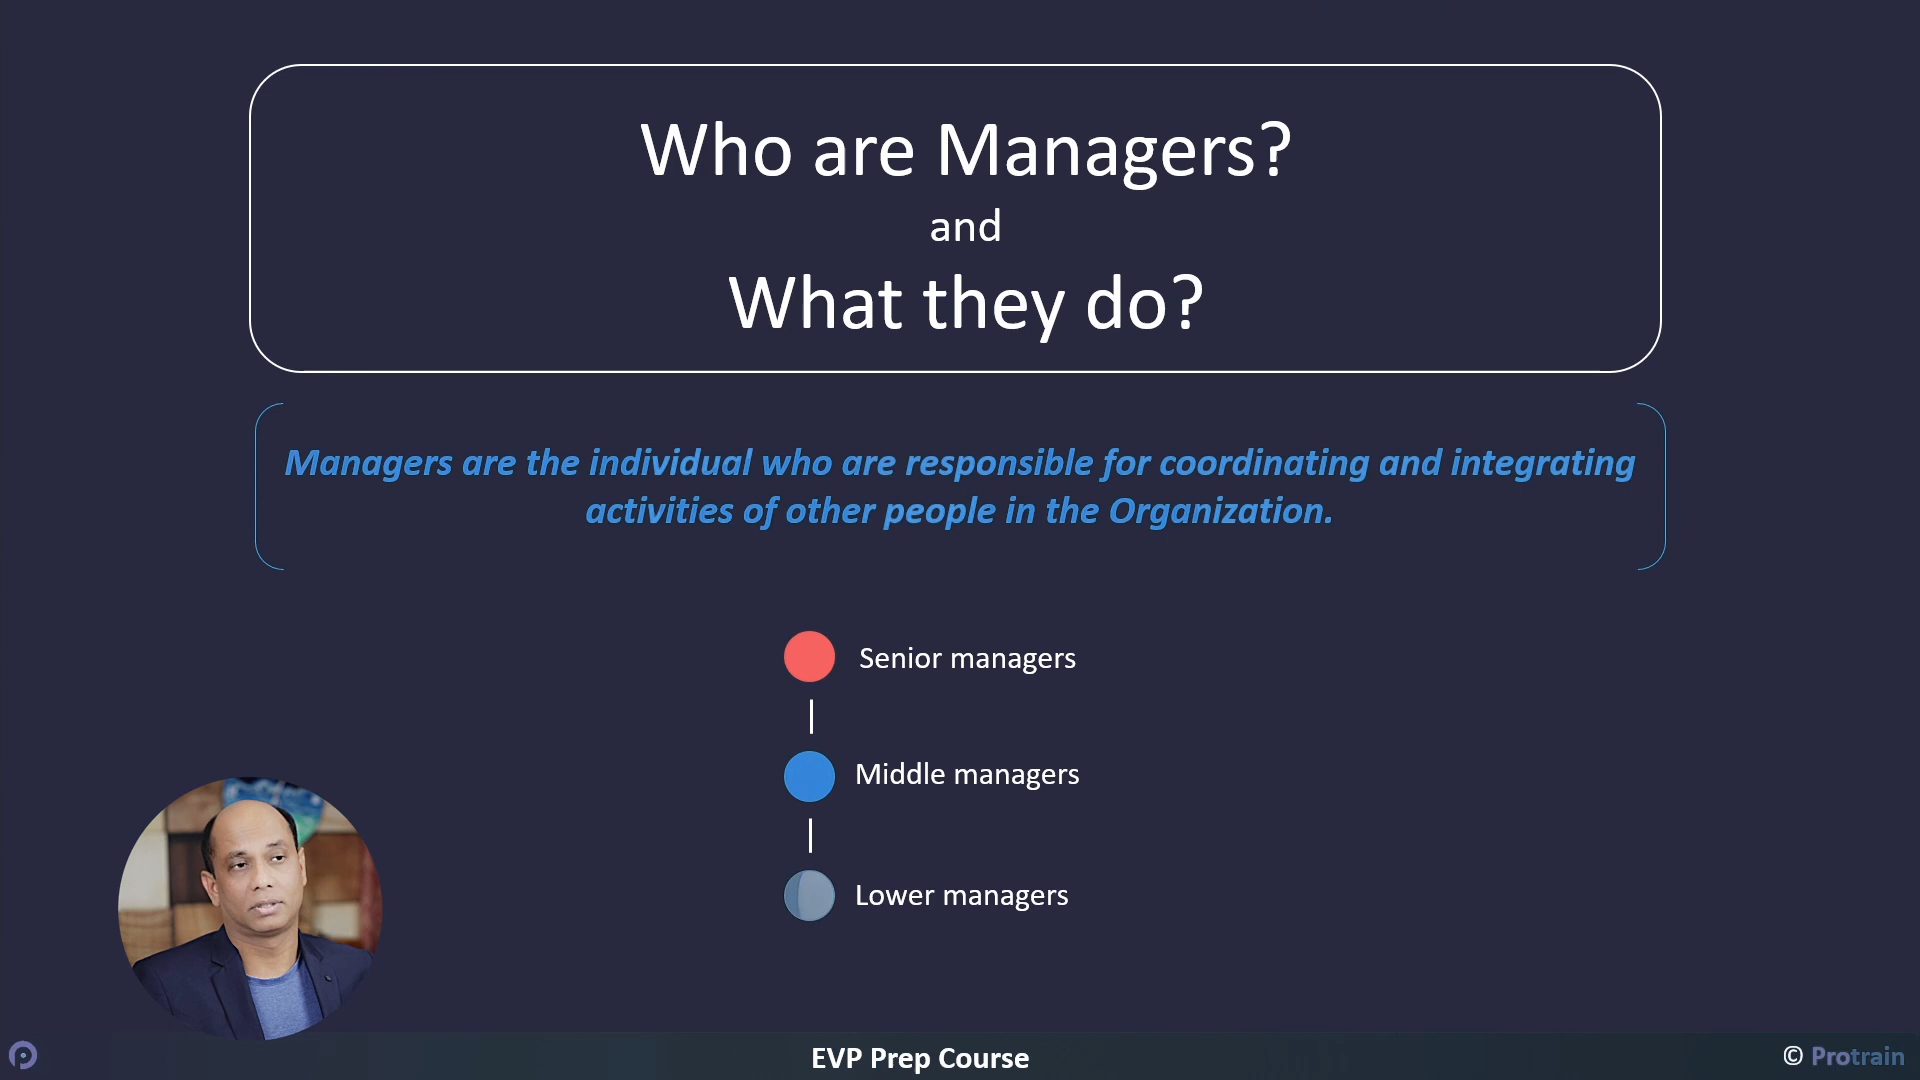 Who are Managers?
and
What they do?
Managers are the individual who are responsible for coordinating and integrating
activities of other people in the Organization.
Senior managers
Middle managers
Lower managers
EVP Prep Course
© Protrain